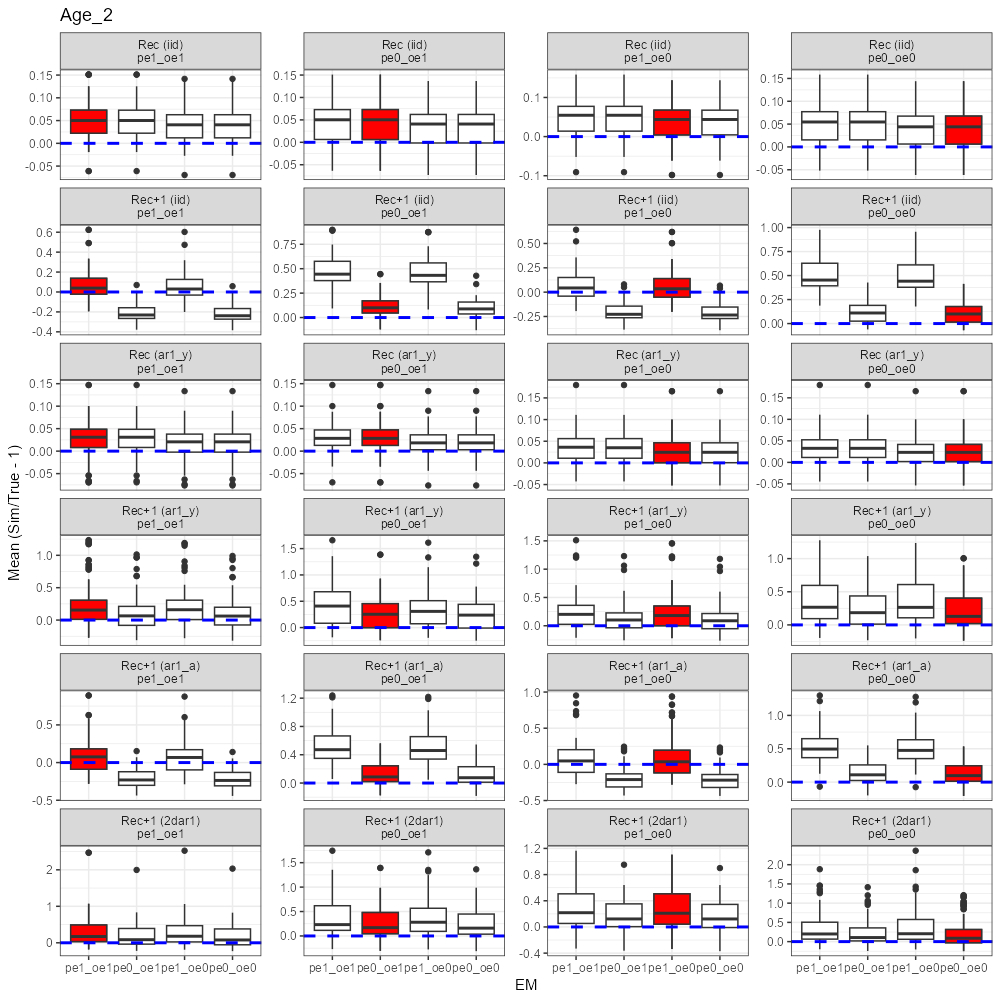 Age_2
Rec (iid)
pe1_oe1
Rec (iid)
pe0_oe1
Rec (iid)
pe1_oe0
Rec (iid)
pe0_oe0
0.15
0.10
0.05
0.00
-0.05
0.15
0.10
0.05
0.00
-0.05
0.1
0.0
-0.1
0.15
0.10
0.05
0.00
-0.05
Rec+1 (iid)
pe1_oe1
Rec+1 (iid)
pe0_oe1
Rec+1 (iid)
pe1_oe0
Rec+1 (iid)
pe0_oe0
0.6
0.4
0.2
0.0
-0.2
-0.4
0.75
0.50
0.25
0.00
0.50
0.25
0.00
-0.25
1.00
0.75
0.50
0.25
0.00
Rec (ar1_y)
pe1_oe1
Rec (ar1_y)
pe0_oe1
Rec (ar1_y)
pe1_oe0
Rec (ar1_y)
pe0_oe0
0.15
0.10
0.05
0.00
-0.05
0.15
0.10
0.05
0.00
-0.05
0.15
0.10
0.05
0.00
-0.05
0.15
0.10
0.05
0.00
-0.05
Rec+1 (ar1_y)
pe1_oe1
Rec+1 (ar1_y)
pe0_oe1
Rec+1 (ar1_y)
pe1_oe0
Rec+1 (ar1_y)
pe0_oe0
1.0
0.5
0.0
1.5
1.0
0.5
0.0
1.5
1.0
0.5
0.0
1.0
0.5
0.0
Rec+1 (ar1_a)
pe1_oe1
Rec+1 (ar1_a)
pe0_oe1
Rec+1 (ar1_a)
pe1_oe0
Rec+1 (ar1_a)
pe0_oe0
0.5
0.0
-0.5
1.2
0.8
0.4
0.0
1.0
0.5
0.0
-0.5
1.0
0.5
0.0
Rec+1 (2dar1)
pe1_oe1
Rec+1 (2dar1)
pe0_oe1
Rec+1 (2dar1)
pe1_oe0
Rec+1 (2dar1)
pe0_oe0
2
1
0
1.5
1.0
0.5
0.0
1.2
0.8
0.4
0.0
-0.4
2.0
1.5
1.0
0.5
0.0
pe1_oe1pe0_oe1pe1_oe0pe0_oe0
pe1_oe1pe0_oe1pe1_oe0pe0_oe0
pe1_oe1pe0_oe1pe1_oe0pe0_oe0
pe1_oe1pe0_oe1pe1_oe0pe0_oe0
EM
Mean (Sim/True - 1)